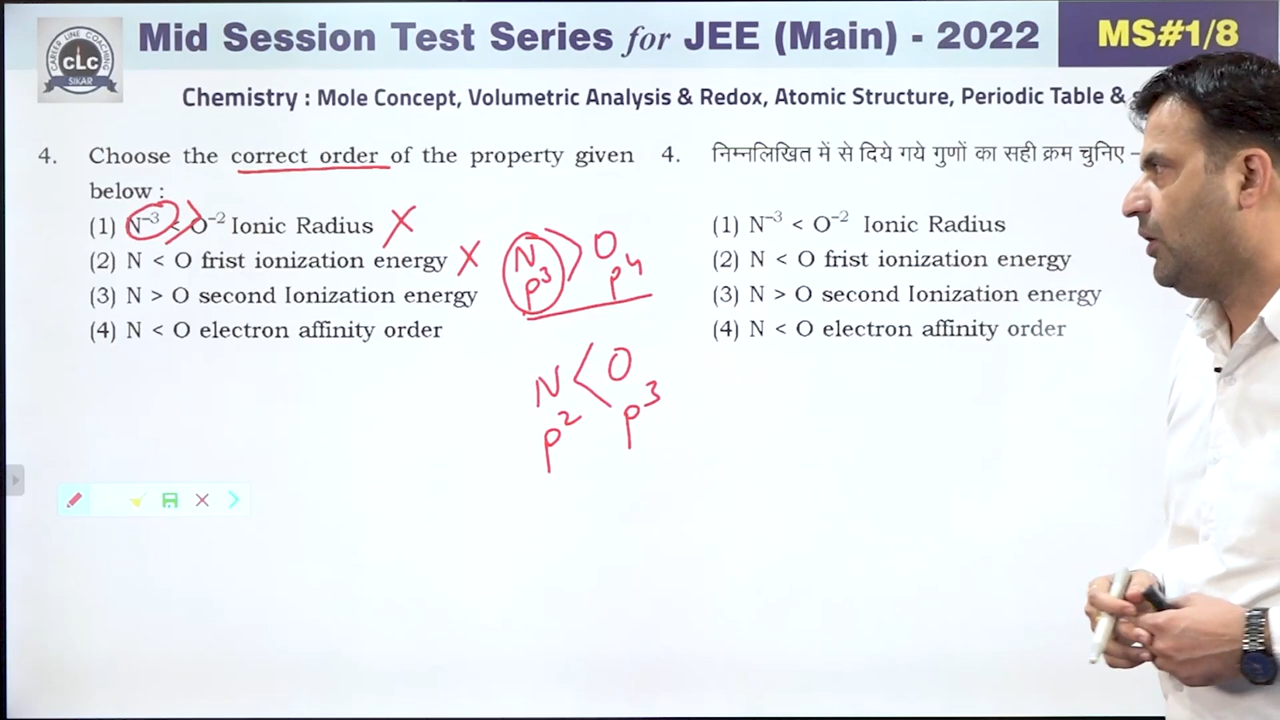 Mid Session Test Series for JEE (Main) - 2022
MS#1/8
CAREER LINE COACHING
CLC
SIKAR
Chemistry : Mole Concept, Volumetric Analysis & Redox, Atomic Structure, Periodic Table &
4. Choose the correct order of the property given
below :
(1) N⁻³ < O⁻² Ionic Radius
(2) N < O frist ionization energy
(3) N > O second Ionization energy
(4) N < O electron affinity order
N > O
p³ p⁴
N < O
p² p³
4. निम्नलिखित में से दिये गये गुणों का सही क्रम चुनिए –
(1) N⁻³ < O⁻² Ionic Radius
(2) N < O frist ionization energy
(3) N > O second Ionization energy
(4) N < O electron affinity order